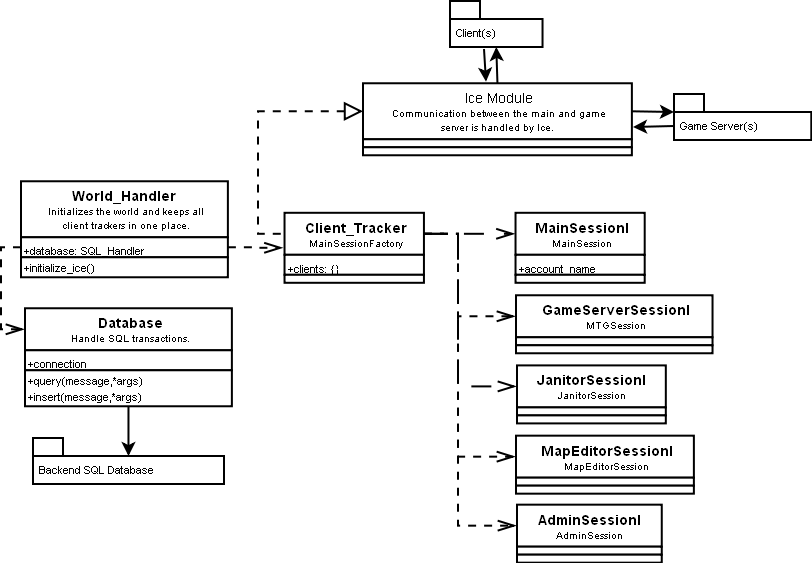 Client(s)
Ice Module
Communication between the main and game
server is handled by Ice.
Game Server(s)
World_Handler
Initializes the world and keeps all
client trackers in one place.
+database: SQL_Handler
+initialize_ice()
Client_Tracker
MainSessionFactory
+clients: {}
MainSessionI
MainSession
+account_name
GameServerSessionI
MTGSession
Database
Handle SQL transactions.
+connection
+query(message,*args)
+insert(message,*args)
JanitorSessionI
JanitorSession
MapEditorSessionI
MapEditorSession
Backend SQL Database
AdminSessionI
AdminSession